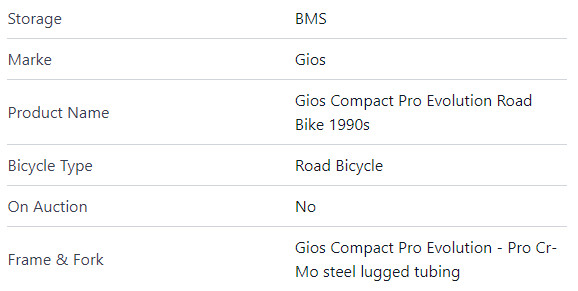 Storage BMS
Marke Gios
Product Name Gios Compact Pro Evolution Road
Bike 1990s
Bicycle Type Road Bicycle
On Auction No
Frame & Fork Gios Compact Pro Evolution - Pro Cr-
Mo steel lugged tubing